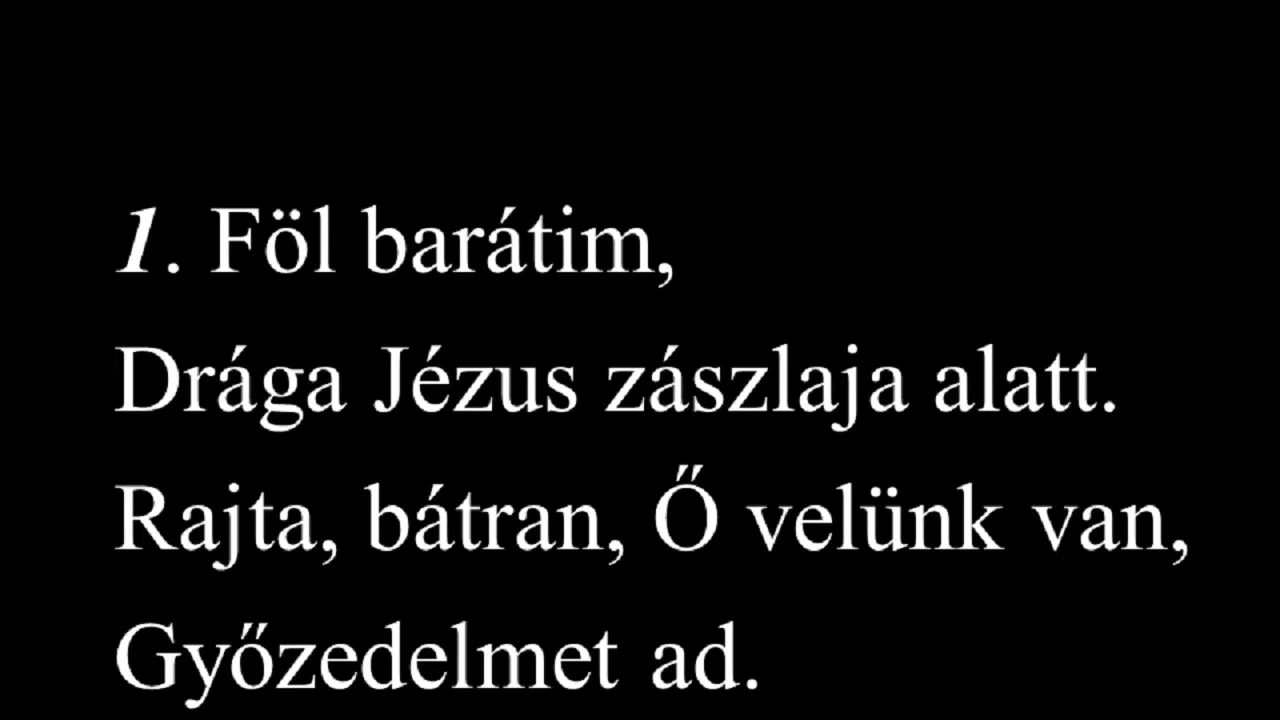 1. Föl barátim,
Drága Jézus zászlaja alatt.
Rajta, bátran, Ő velünk van,
Győzedelmet ad.